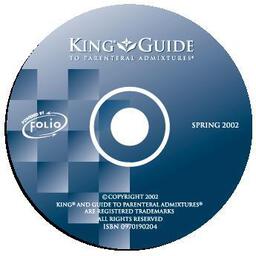 KING GUIDE
TO PARENTERAL ADMIXTURES®
POWERED BY
FOLIO
SPRING 2002
©COPYRIGHT 2002
KING® AND GUIDE TO PARENTERAL ADMIXTURES®
ARE REGISTERED TRADEMARKS
ALL RIGHTS RESERVED
ISBN 0970190204